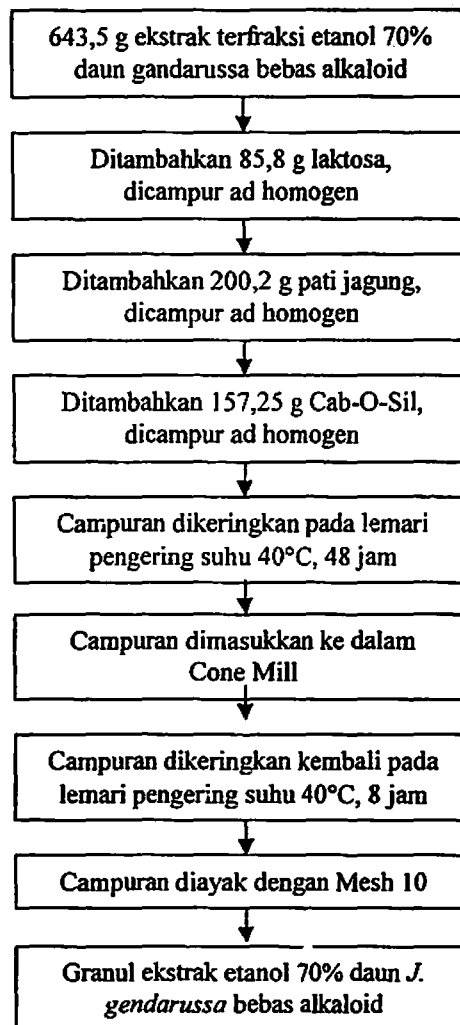 643,5 g ekstrak terfraksi etanol 70%
daun gandarussa bebas alkaloid
Ditambahkan 85,8 g laktosa,
dicampur ad homogen
Ditambahkan 200,2 g pati jagung,
dicampur ad homogen
Ditambahkan 157,25 g Cab-O-Sil,
dicampur ad homogen
Campuran dikeringkan pada lemari
pengering suhu 40°C, 48 jam
Campuran dimasukkan ke dalam
Cone Mill
Campuran dikeringkan kembali pada
lemari pengering suhu 40°C, 8 jam
Campuran diayak dengan Mesh 10
Granul ekstrak etanol 70% daun J.
gendarussa bebas alkaloid